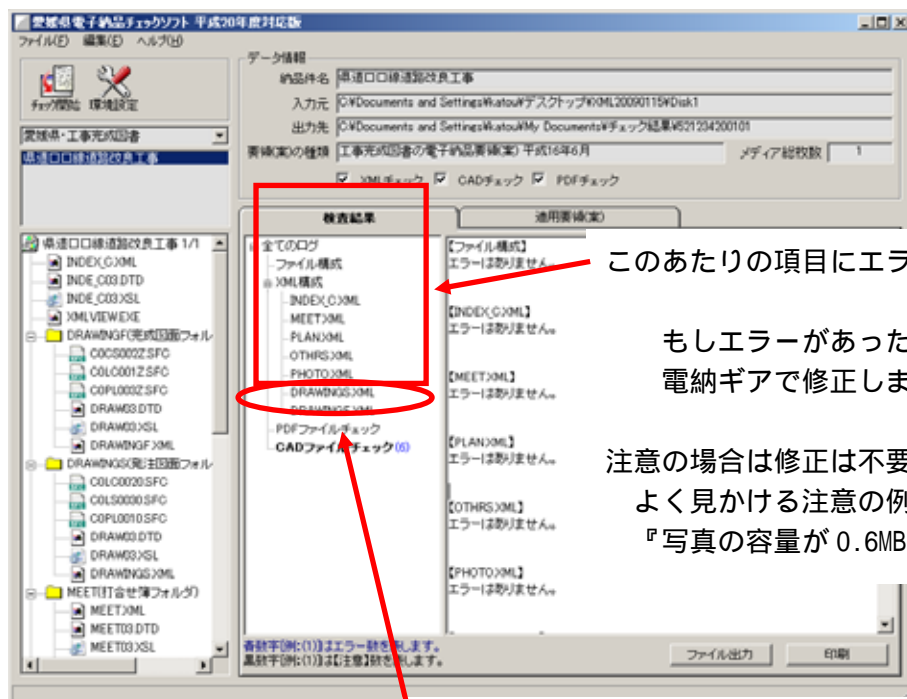 愛媛県電子納品チェックソフト 平成20年度対応版
ファイル(F) 編集(E) ヘルプ(H)
チェック開始 環境設定
愛媛県・工事完成図書
県道口口線道路改良工事
データ情報
納品件名 県道口口線道路改良工事
入力元 C:¥Documents and Settings¥katou¥デスクトップ¥XML20090115¥Disk1
出力先 C:¥Documents and Settings¥katou¥My Documents¥チェック結果¥521234200101
要領(案)の種類 工事完成図書の電子納品要領(案) 平成16年6月 メディア総枚数 1
XMLチェック CADチェック PDFチェック
検査結果 適用要領(案)
県道口口線道路改良工事 1/1
INDEX_C.XML
INDE_C03.DTD
INDE_C03.XSL
XMLVIEW.EXE
DRAWINGF(完成図面フォル
C0CS002Z.SFC
C0LC001Z.SFC
C0PL003Z.SFC
DRAW03.DTD
DRAW03.XSL
DRAWINGF.XML
DRAWINGS(発注図面フォル
C0LC0020.SFC
C0LS0030.SFC
C0PL0010.SFC
DRAW03.DTD
DRAW03.XSL
DRAWINGS.XML
MEET(打合せ簿フォルダ)
MEET.XML
MEET03.DTD
MEET03.XSL
全てのログ
ファイル構成
XML構成
INDEX_C.XML
MEET.XML
PLAN.XML
OTHRS.XML
PHOTO.XML
DRAWINGS.XML
DRAWINGF.XML
PDFファイルチェック
CADファイルチェック(6)
【ファイル構成】
エラーはありません。
【INDEX_C.XML】
エラーはありません。
【MEET.XML】
エラーはありません。
【PLAN.XML】
エラーはありません。
【OTHRS.XML】
エラーはありません。
【PHOTO.XML】
エラーはありません。
このあたりの項目にエラ
もしエラーがあった
電納ギアで修正しま
注意の場合は修正は不要
よく見かける注意の例
『写真の容量が 0.6MB
青数字[例:(1)]はエラー数を表します。
黒数字[例:(1)]は【注意】数を表します。
ファイル出力 印刷